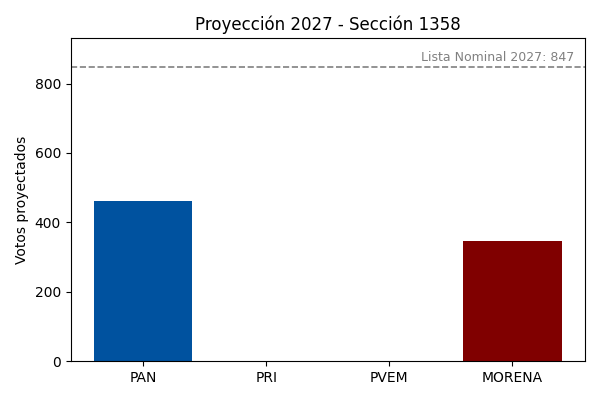 Proyección 2027 - Sección 1358
Lista Nominal 2027: 847
Votos proyectados
800
600
400
200
0
PAN PRI PVEM MORENA